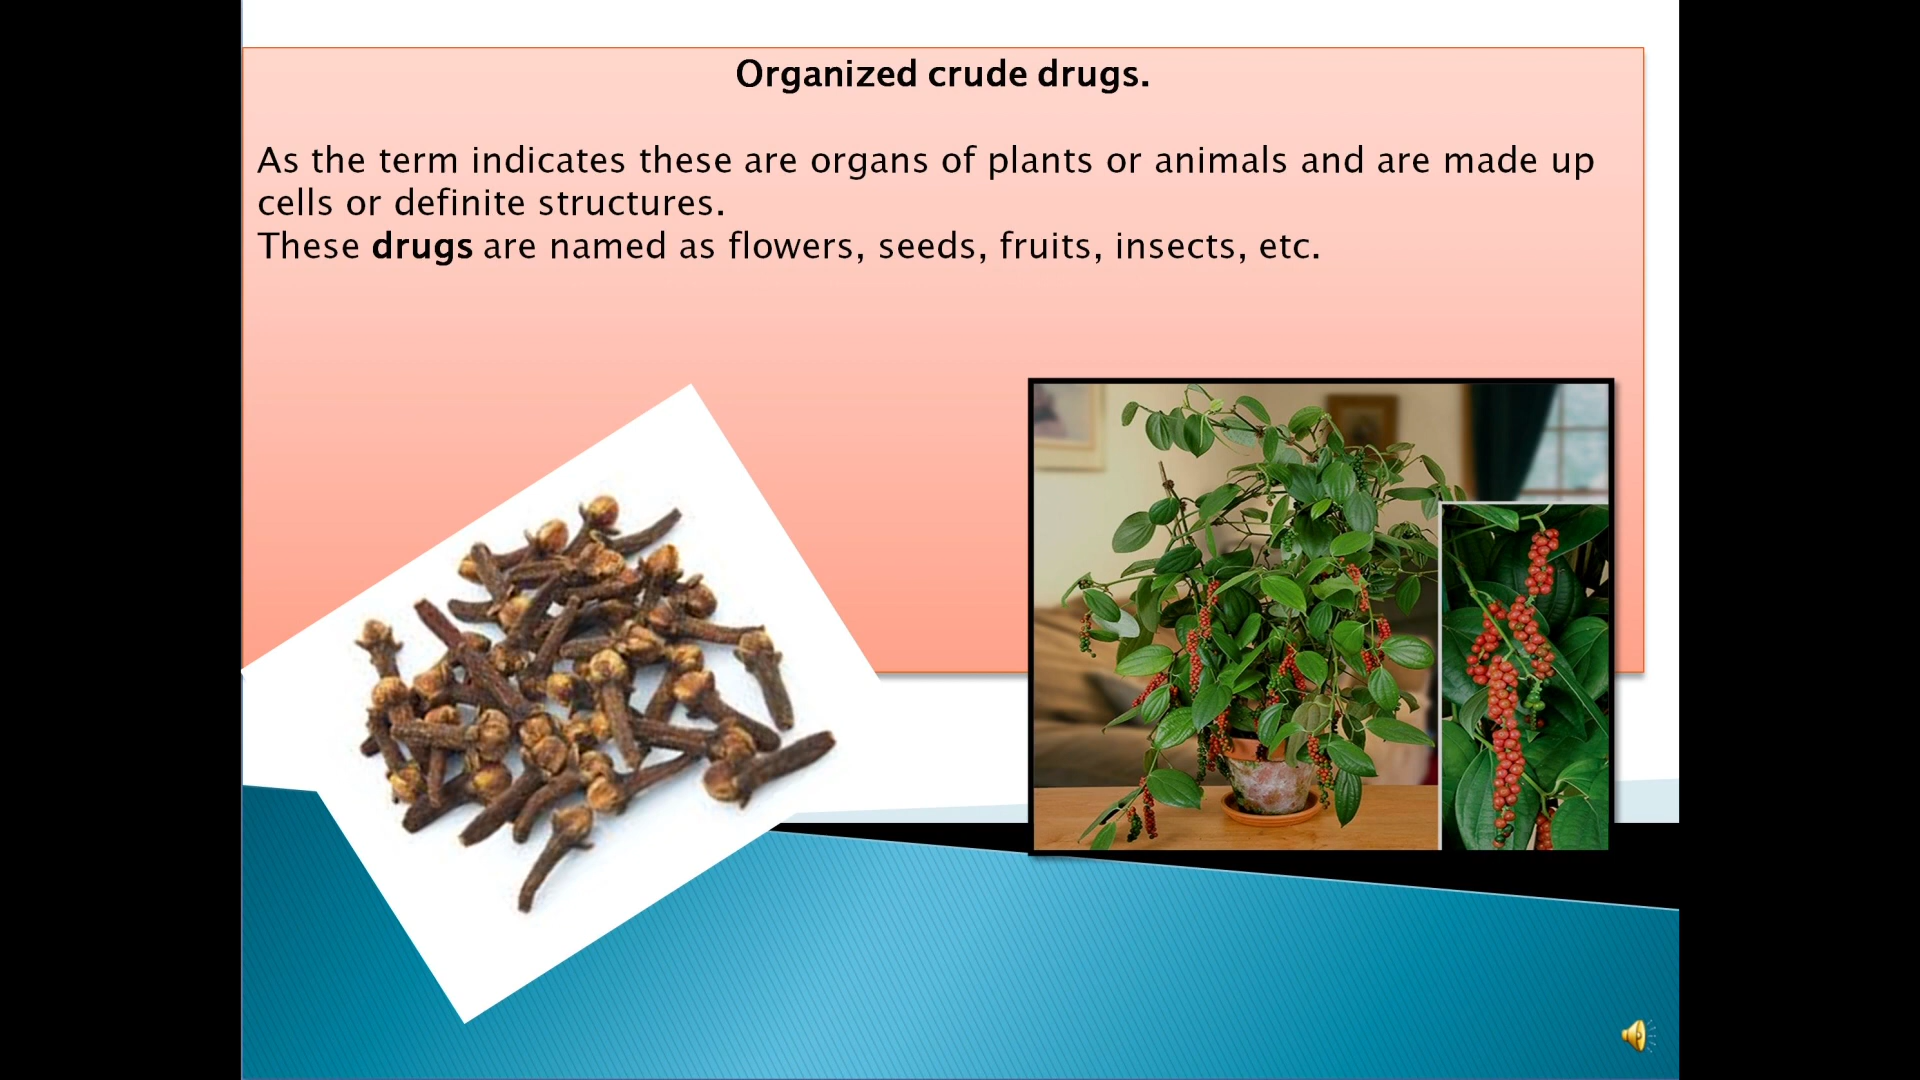 Organized crude drugs.
As the term indicates these are organs of plants or animals and are made up
cells or definite structures.
These drugs are named as flowers, seeds, fruits, insects, etc.